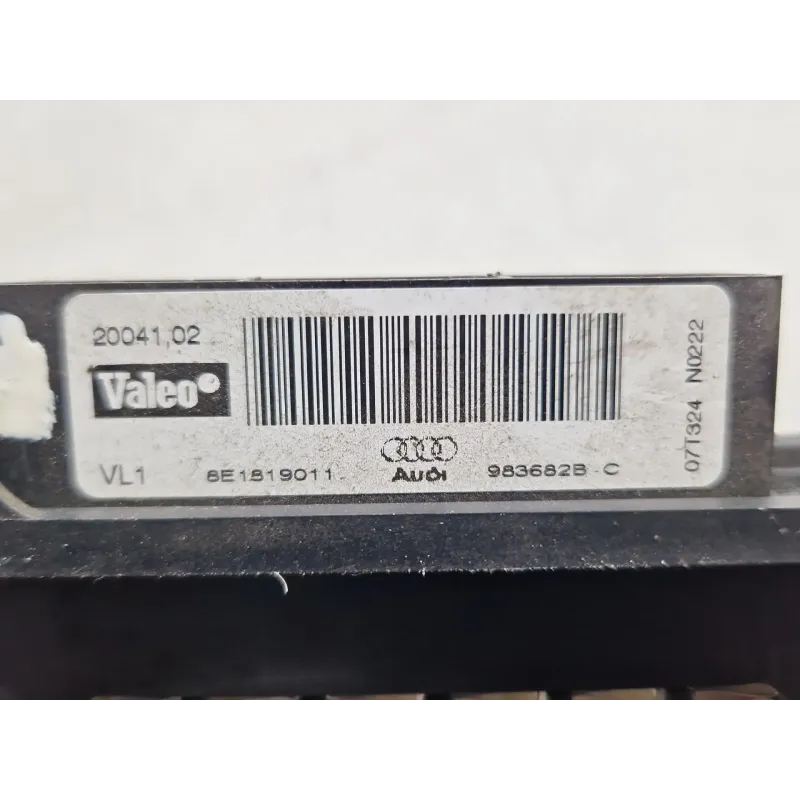 20041,02
Valeo
VL1
8E1819011
Audi
983682B C
07T324 N0222